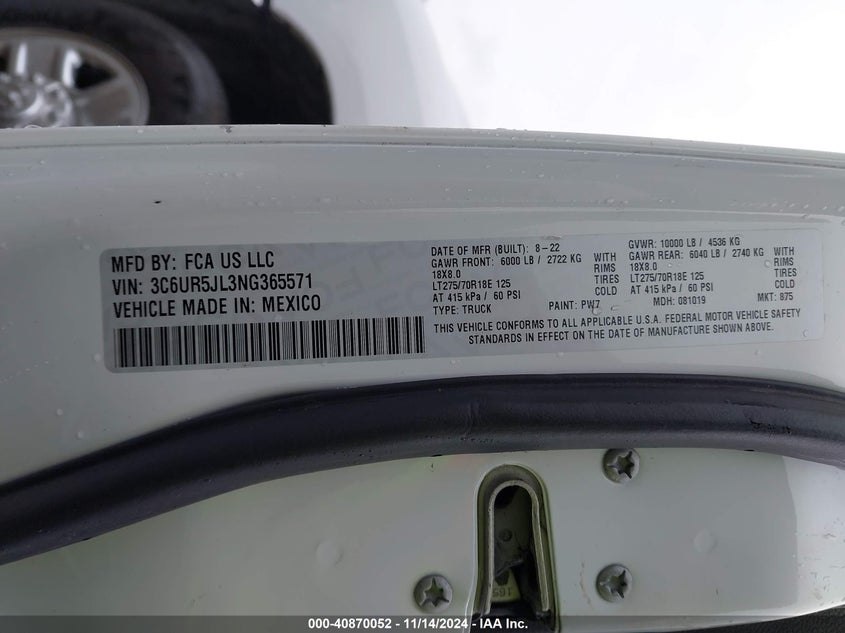 MFD BY: FCA US LLC
VIN: 3C6UR5JL3NG365571
VEHICLE MADE IN: MEXICO
DATE OF MFR (BUILT): 8-22
GAWR FRONT: 6000 LB / 2722 KG WITH
18X8.0 RIMS
LT275/70R18E 125
AT 415 kPa / 60 PSI COLD
TYPE: TRUCK PAINT: PW7
GVWR: 10000 LB / 4536 KG
GAWR REAR: 6040 LB / 2740 KG WITH
18X8.0 RIMS
LT275/70R18E 125
AT 415 kPa / 60 PSI COLD
MDH: 081019 MKT: 875
THIS VEHICLE CONFORMS TO ALL APPLICABLE U.S.A. FEDERAL MOTOR VEHICLE SAFETY
STANDARDS IN EFFECT ON THE DATE OF MANUFACTURE SHOWN ABOVE.
000-40870052 - 11/14/2024 - IAA Inc.